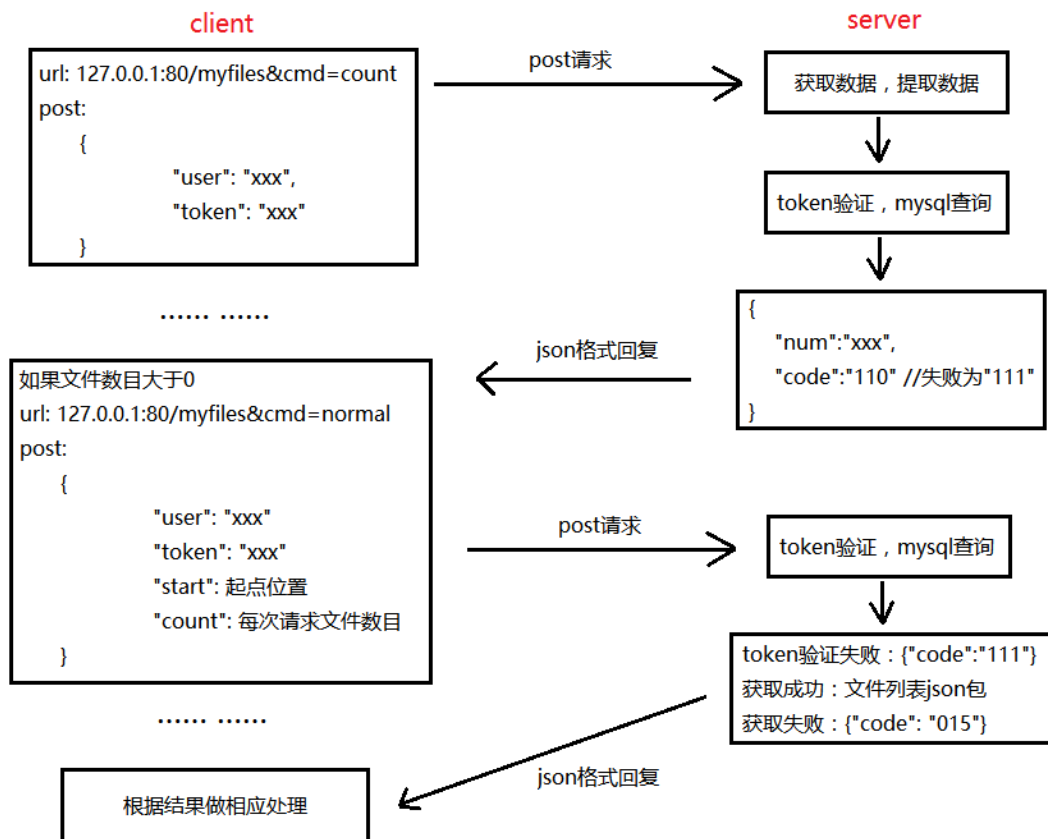 client
server
url: 127.0.0.1:80/myfiles&cmd=count
post:
{
"user": "xxx",
"token": "xxx"
}
post请求
获取数据，提取数据
token验证，mysql查询
{
"num":"xxx",
"code":"110" //失败为"111"
}
json格式回复
...... ......
如果文件数目大于0
url: 127.0.0.1:80/myfiles&cmd=normal
post:
{
"user": "xxx"
"token": "xxx"
"start": 起点位置
"count": 每次请求文件数目
}
post请求
token验证，mysql查询
token验证失败：{"code":"111"}
获取成功：文件列表json包
获取失败：{"code": "015"}
...... ......
json格式回复
根据结果做相应处理